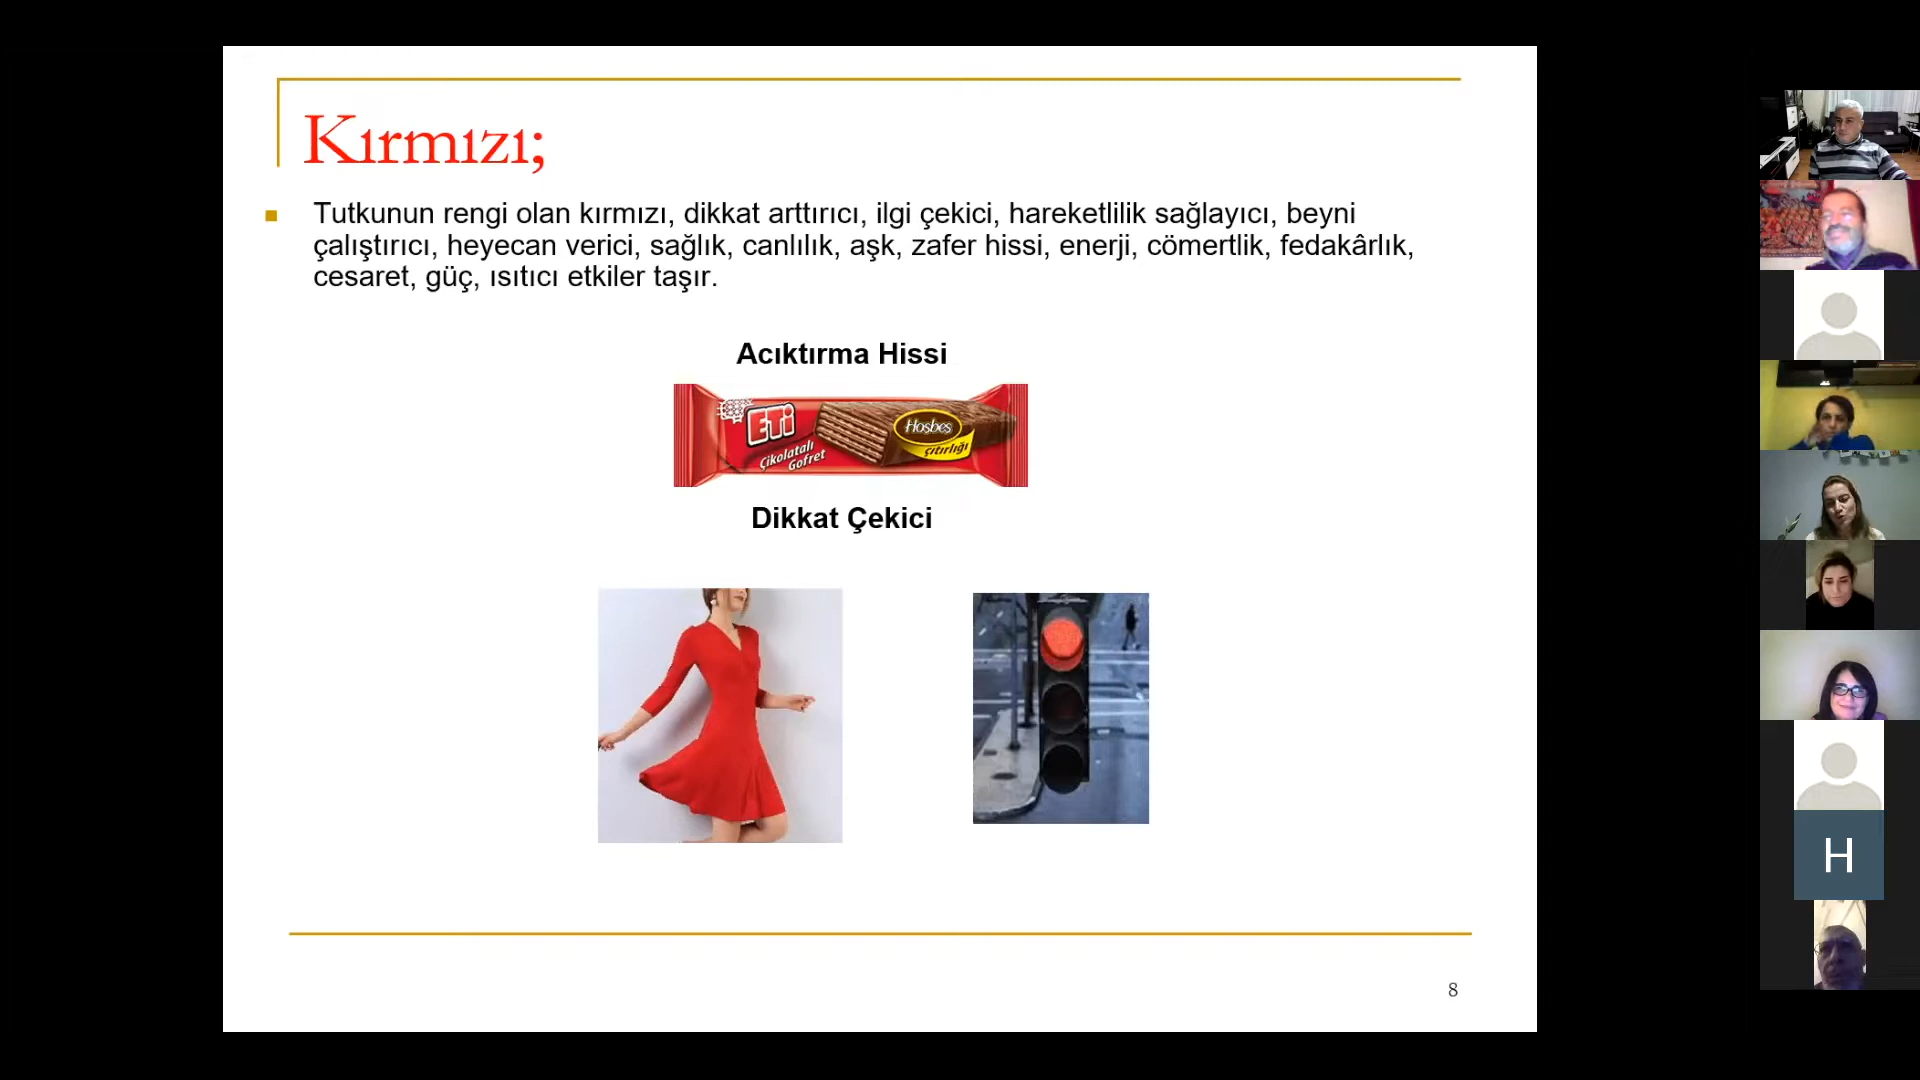 Kırmızı;
Tutkunun rengi olan kırmızı, dikkat arttırıcı, ilgi çekici, hareketlilik sağlayıcı, beyni
çalıştırıcı, heyecan verici, sağlık, canlılık, aşk, zafer hissi, enerji, cömertlik, fedakârlık,
cesaret, güç, ısıtıcı etkiler taşır.
Acıktırma Hissi
ETİ
Çikolatalı
Gofret
Hoşbeş
Çıtırlığı
Dikkat Çekici
H
8